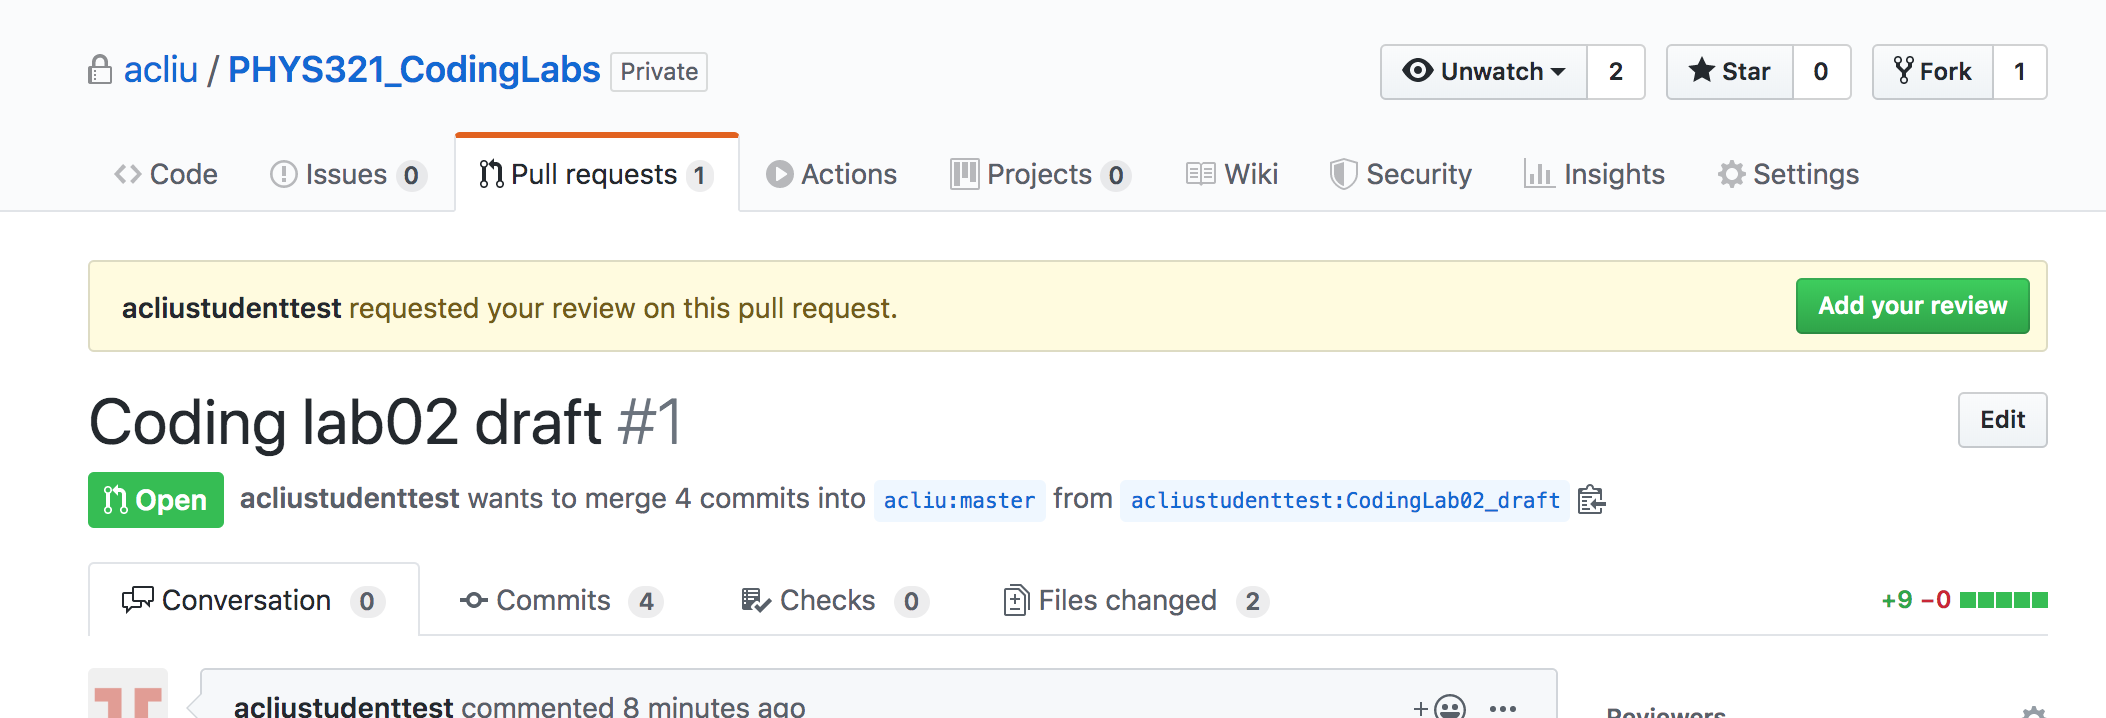 acliu / PHYS321_CodingLabs Private Unwatch 2 Star 0 Fork 1
Code Issues 0 Pull requests 1 Actions Projects 0 Wiki Security Insights Settings
acliustudenttest requested your review on this pull request. Add your review
Coding lab02 draft #1 Edit
Open acliustudenttest wants to merge 4 commits into acliu:master from acliustudenttest:CodingLab02_draft
Conversation 0 Commits 4 Checks 0 Files changed 2 +9 −0
acliustudenttest commented 8 minutes ago Reviewers